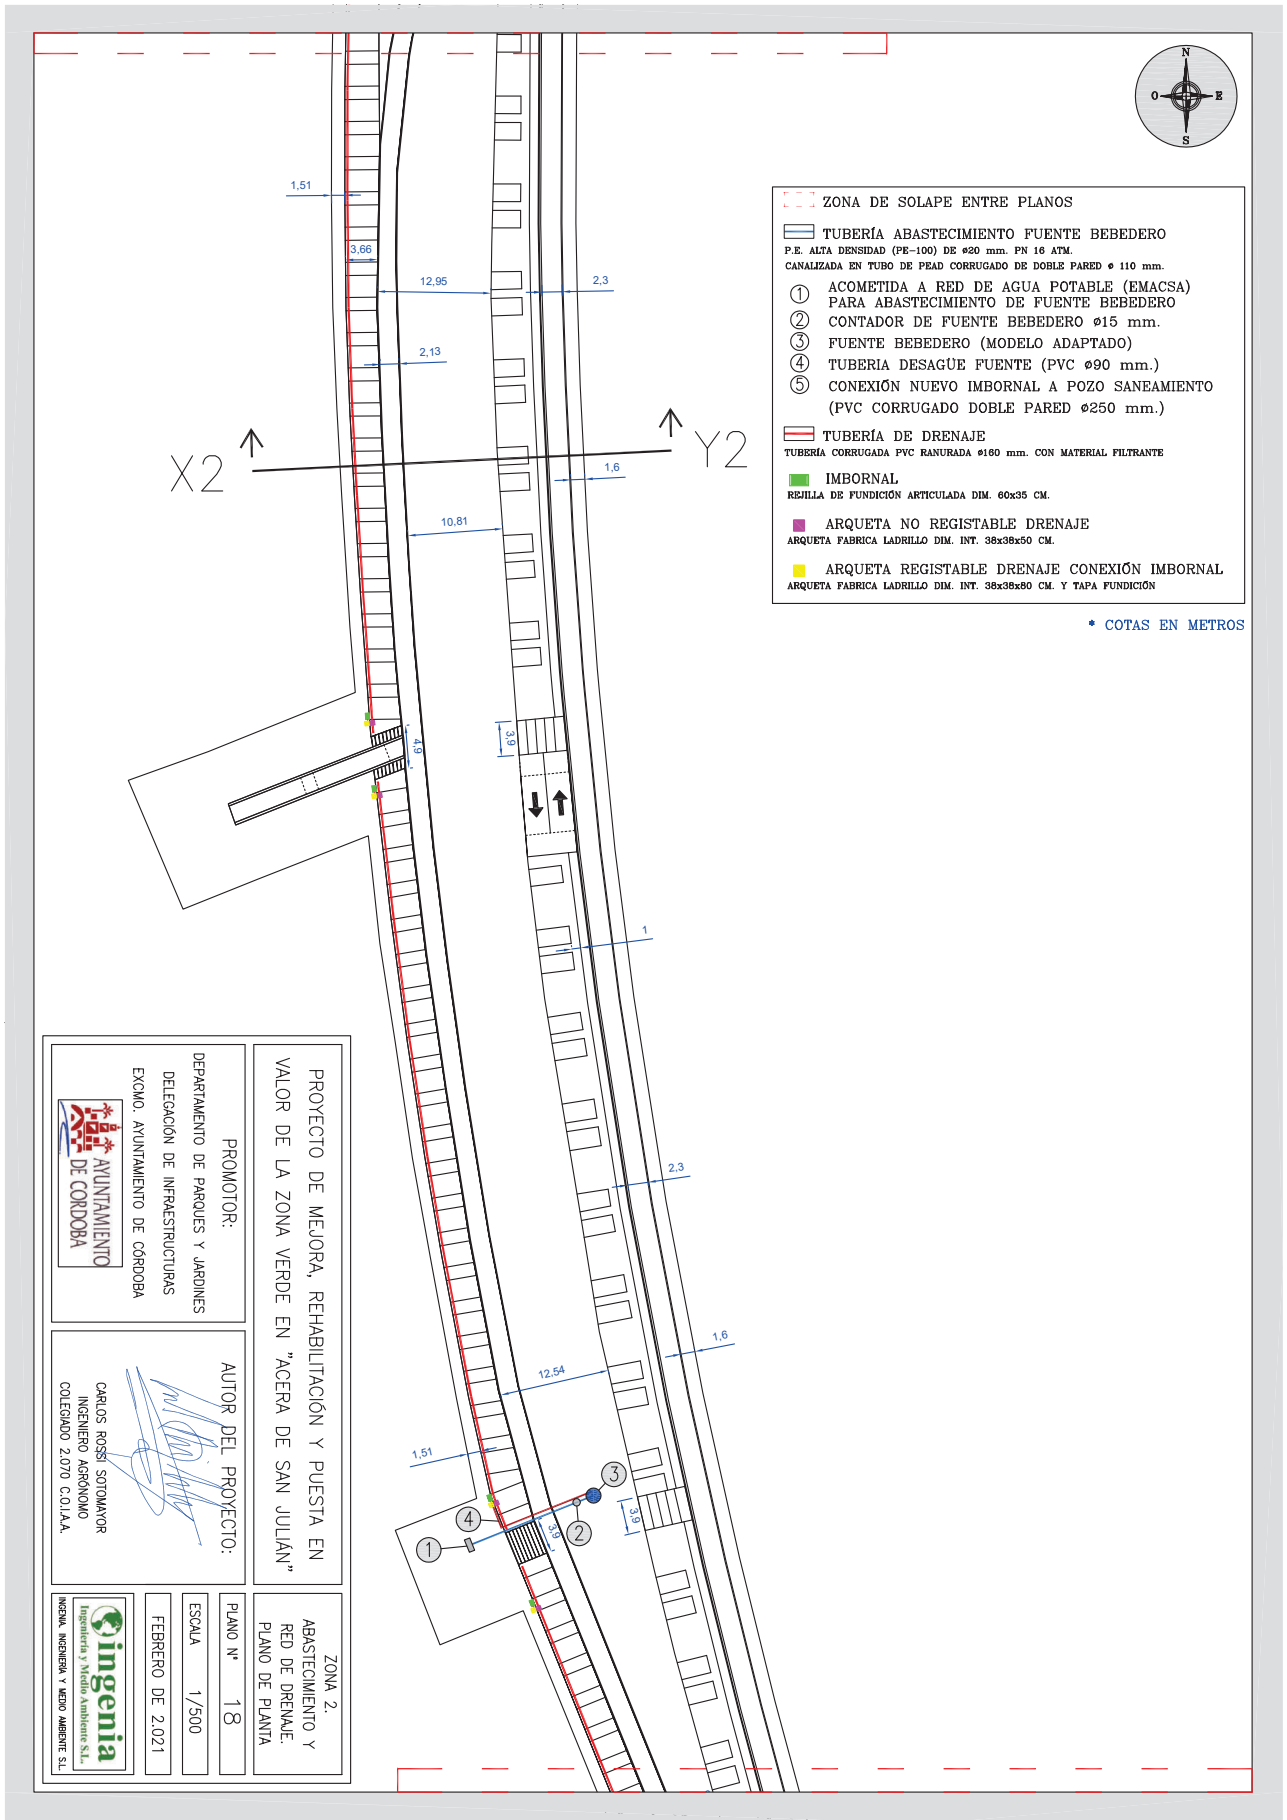 N
O E
S
ZONA DE SOLAPE ENTRE PLANOS
TUBERÍA ABASTECIMIENTO FUENTE BEBEDERO
P.E. ALTA DENSIDAD (PE-100) DE ø20 mm. PN 16 ATM.
CANALIZADA EN TUBO DE PEAD CORRUGADO DE DOBLE PARED ø 110 mm.
1 ACOMETIDA A RED DE AGUA POTABLE (EMACSA)
PARA ABASTECIMIENTO DE FUENTE BEBEDERO
2 CONTADOR DE FUENTE BEBEDERO ø15 mm.
3 FUENTE BEBEDERO (MODELO ADAPTADO)
4 TUBERIA DESAGÜE FUENTE (PVC ø90 mm.)
5 CONEXIÓN NUEVO IMBORNAL A POZO SANEAMIENTO
(PVC CORRUGADO DOBLE PARED ø250 mm.)
TUBERÍA DE DRENAJE
TUBERÍA CORRUGADA PVC RANURADA ø160 mm. CON MATERIAL FILTRANTE
IMBORNAL
REJILLA DE FUNDICIÓN ARTICULADA DIM. 60x35 CM.
ARQUETA NO REGISTABLE DRENAJE
ARQUETA FABRICA LADRILLO DIM. INT. 38x38x50 CM.
ARQUETA REGISTABLE DRENAJE CONEXIÓN IMBORNAL
ARQUETA FABRICA LADRILLO DIM. INT. 38x38x80 CM. Y TAPA FUNDICIÓN
* COTAS EN METROS
1,51
3,66
12,95
2,3
2,13
X2
Y2
1,6
10,81
4,9
3,9
1
2,3
1,6
12,54
1,51
3
4
2
1
3,9
3,9
PROYECTO DE MEJORA, REHABILITACIÓN Y PUESTA EN
VALOR DE LA ZONA VERDE EN "ACERA DE SAN JULIÁN"
PROMOTOR:
DEPARTAMENTO DE PARQUES Y JARDINES
DELEGACIÓN DE INFRAESTRUCTURAS
EXCMO. AYUNTAMIENTO DE CÓRDOBA
AYUNTAMIENTO
DE CORDOBA
AUTOR DEL PROYECTO:
CARLOS ROSSI SOTOMAYOR
INGENIERO AGRÓNOMO
COLEGIADO 2.070 C.O.I.A.A.
ZONA 2.
ABASTECIMIENTO Y
RED DE DRENAJE.
PLANO DE PLANTA
PLANO Nº 18
ESCALA 1/500
FEBRERO DE 2.021
ingenia
Ingeniería y Medio Ambiente S.L.
INGENIA. INGENIERÍA Y MEDIO AMBIENTE S.L.